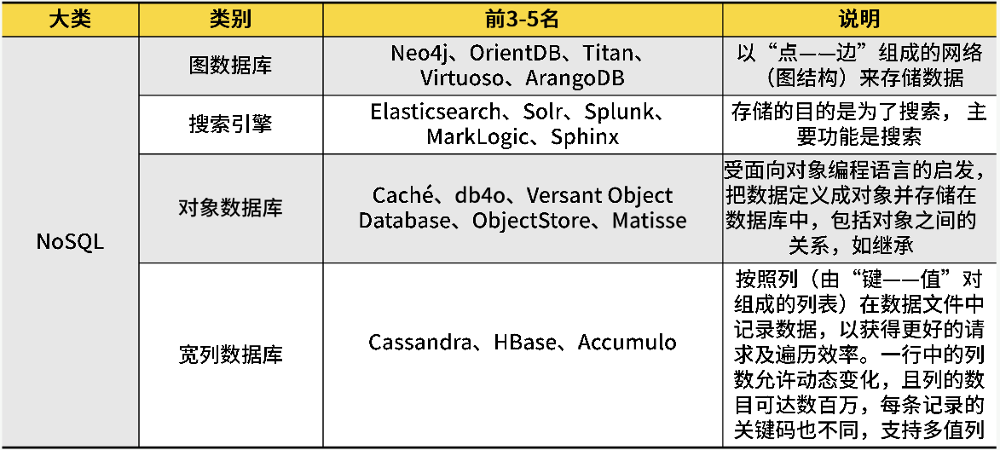 大类
类别
前3-5名
说明
NoSQL
图数据库
Neo4j、OrientDB、Titan、
Virtuoso、ArangoDB
以“点——边”组成的网络
（图结构）来存储数据
搜索引擎
Elasticsearch、Solr、Splunk、
MarkLogic、Sphinx
存储的目的是为了搜索，主
要功能是搜索
对象数据库
Caché、db4o、Versant Object
Database、ObjectStore、Matisse
受面向对象编程语言的启发，
把数据定义成对象并存储在
数据库中，包括对象之间的
关系，如继承
宽列数据库
Cassandra、HBase、Accumulo
按照列（由“键——值”对
组成的列表）在数据文件中
记录数据，以获得更好的请
求及遍历效率。一行中的列
数允许动态变化，且列的数
目可达数百万，每条记录的
关键码也不同，支持多值列